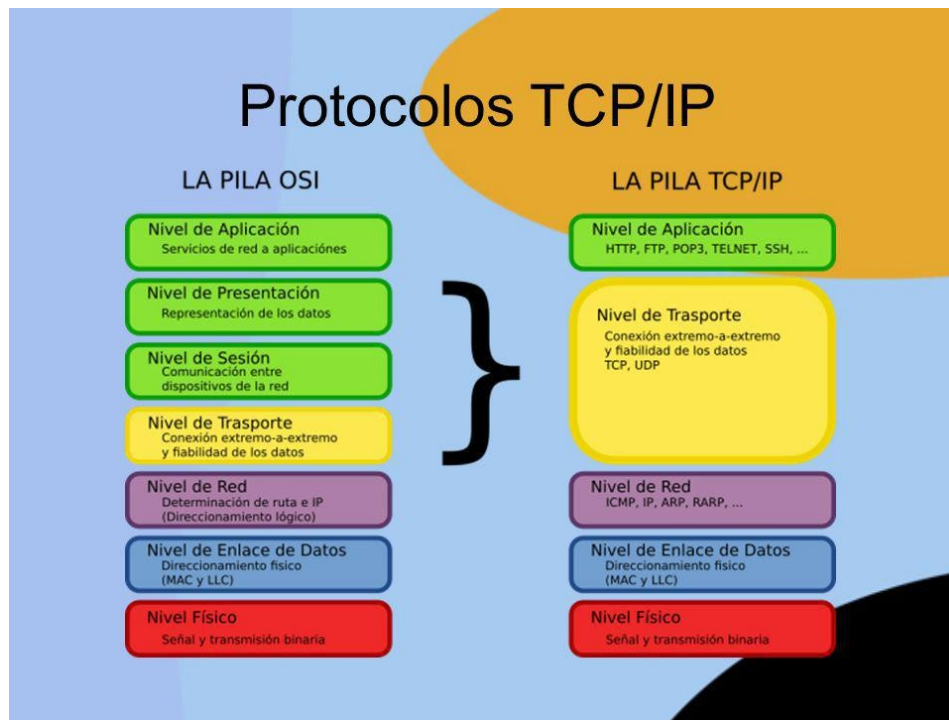 Protocolos TCP/IP
LA PILA OSI
Nivel de Aplicación
Servicios de red a aplicaciónes
Nivel de Presentación
Representación de los datos
Nivel de Sesión
Comunicación entre
dispositivos de la red
Nivel de Trasporte
Conexión extremo-a-extremo
y fiabilidad de los datos
Nivel de Red
Determinación de ruta e IP
(Direccionamiento lógico)
Nivel de Enlace de Datos
Direccionamiento fisico
(MAC y LLC)
Nivel Físico
Señal y transmisión binaria
}
LA PILA TCP/IP
Nivel de Aplicación
HTTP, FTP, POP3, TELNET, SSH, ...
Nivel de Trasporte
Conexión extremo-a-extremo
y fiabilidad de los datos
TCP, UDP
Nivel de Red
ICMP, IP, ARP, RARP, ...
Nivel de Enlace de Datos
Direccionamiento fisico
(MAC y LLC)
Nivel Físico
Señal y transmisión binaria